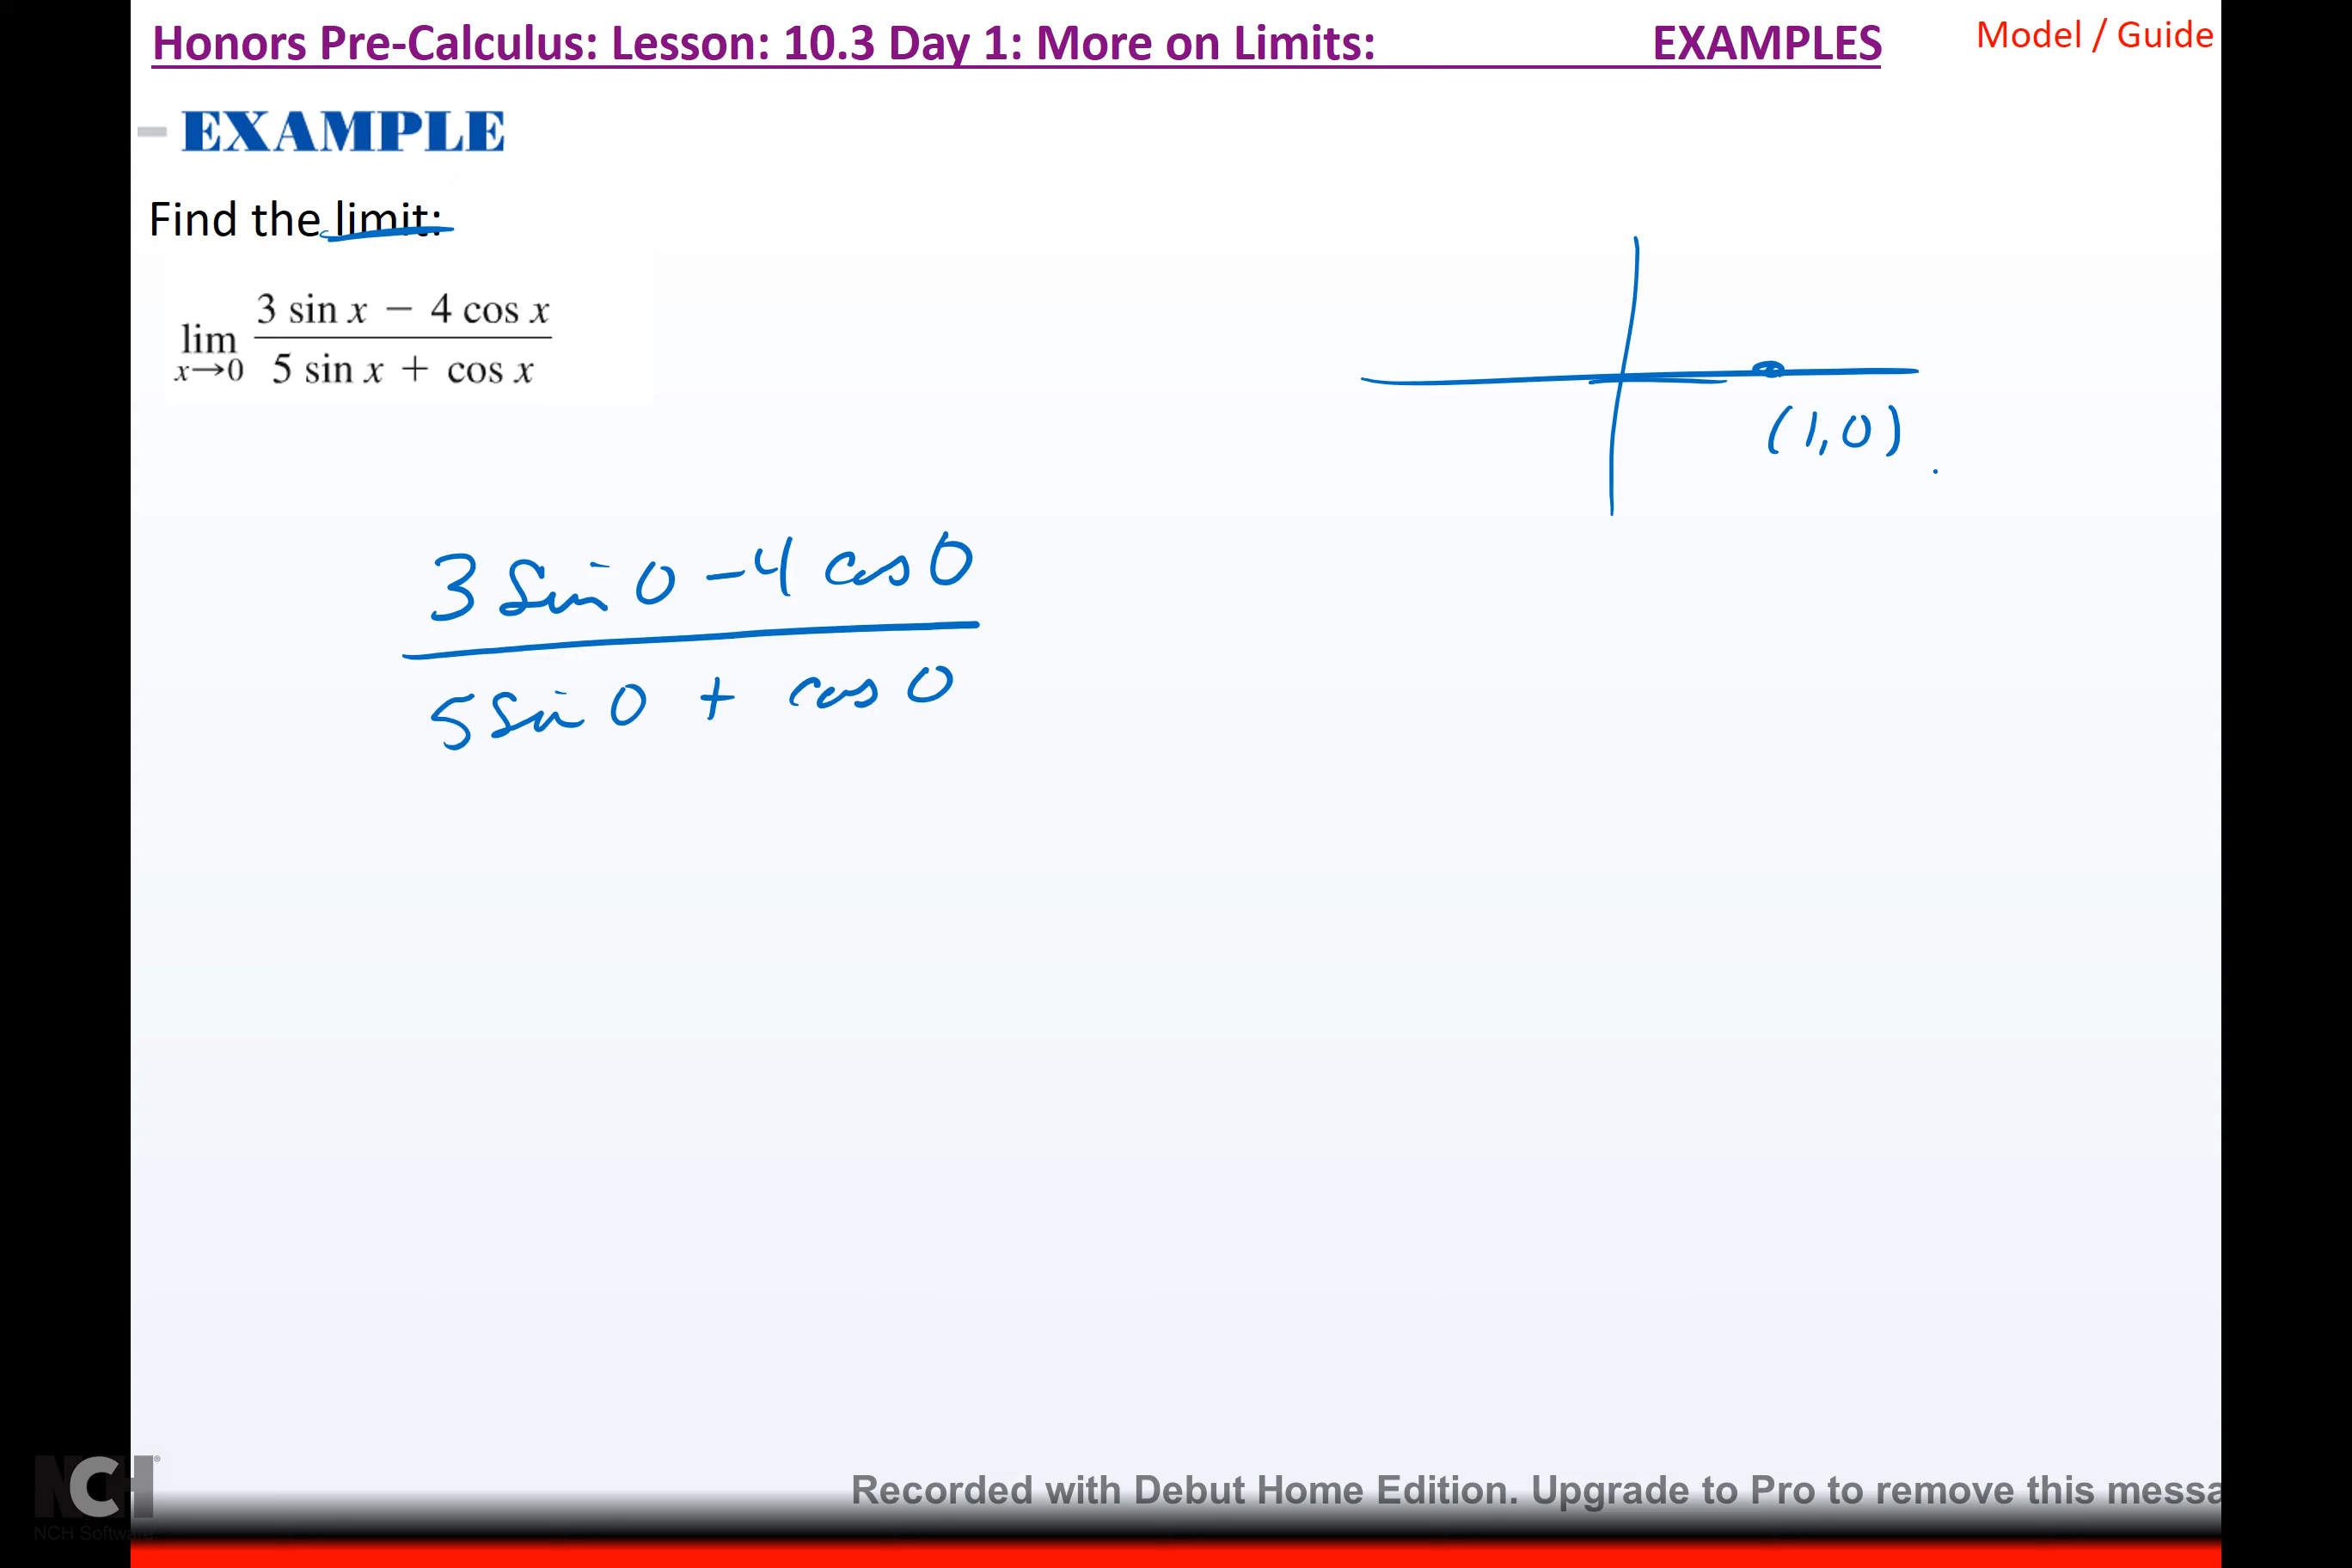 Honors Pre-Calculus: Lesson: 10.3 Day 1: More on Limits: EXAMPLES
Model / Guide
EXAMPLE
Find the limit:
lim x→0 (3 sin x − 4 cos x) / (5 sin x + cos x)
(1,0)
3 sin 0 − 4 cos 0
5 sin 0 + cos 0
NCH®
NCH Software
Recorded with Debut Home Edition. Upgrade to Pro to remove this messa